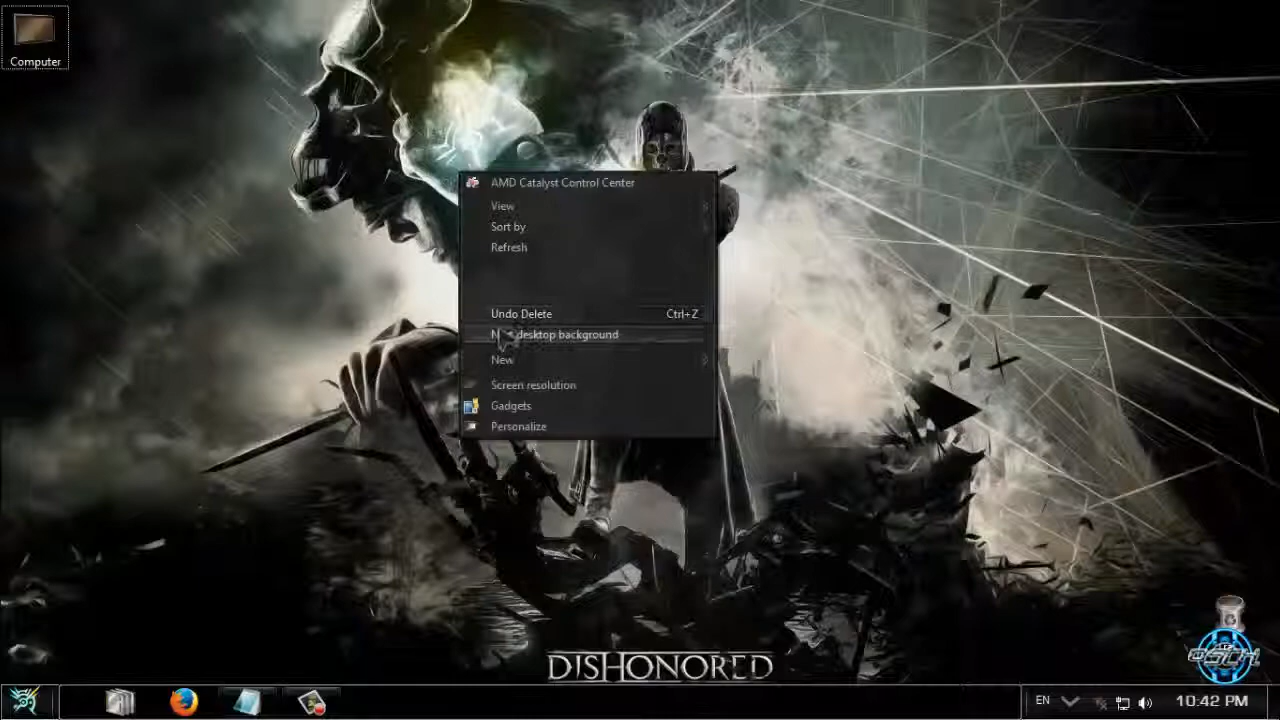 Computer
AMD Catalyst Control Center
View
Sort by
Refresh
Undo Delete Ctrl+Z
desktop background
New
Screen resolution
Gadgets
Personalize
DISHONORED
EN 10:42 PM